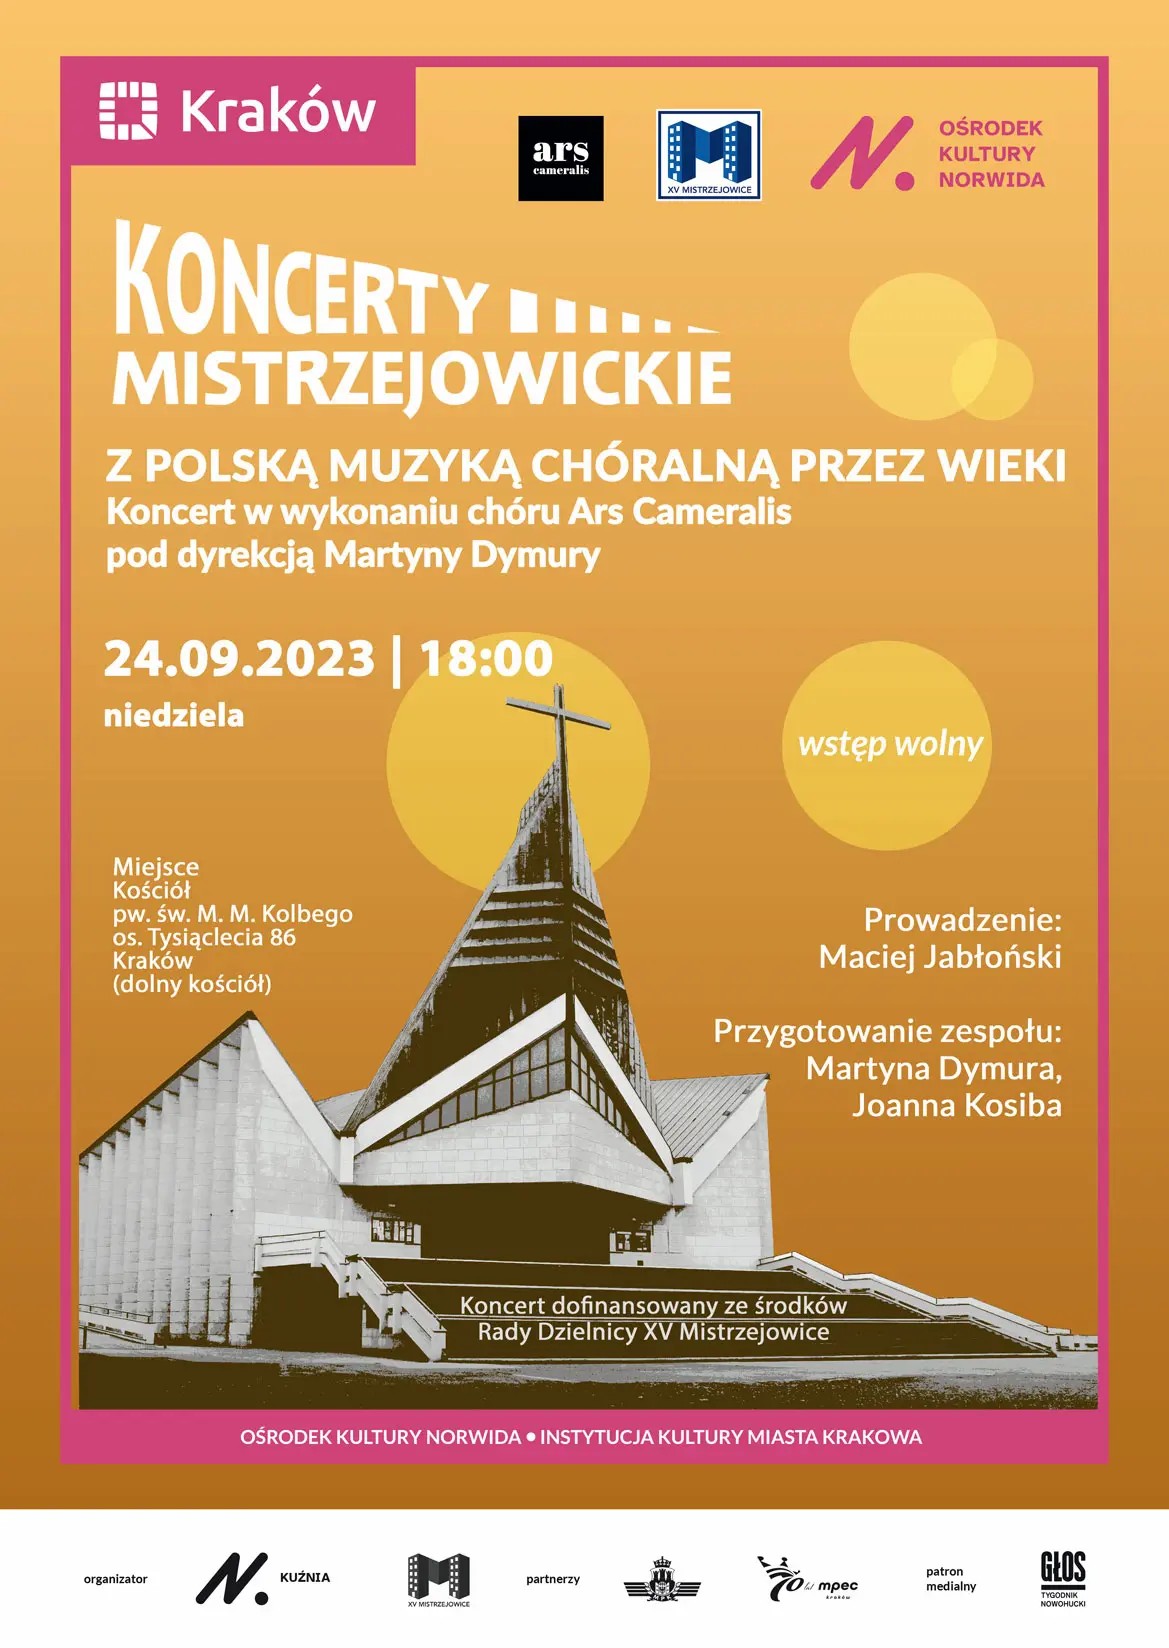 Kraków
ars
cameralis
XV MISTRZEJOWICE
OŚRODEK
KULTURY
NORWIDA
KONCERTY
MISTRZEJOWICKIE
Z POLSKĄ MUZYKĄ CHÓRALNĄ PRZEZ WIEKI
Koncert w wykonaniu chóru Ars Cameralis
pod dyrekcją Martyny Dymury
24.09.2023 | 18:00
niedziela
wstęp wolny
Miejsce
Kościół
pw. św. M. M. Kolbego
os. Tysiąclecia 86
Kraków
(dolny kościół)
Prowadzenie:
Maciej Jabłoński
Przygotowanie zespołu:
Martyna Dymura,
Joanna Kosiba
Koncert dofinansowany ze środków
Rady Dzielnicy XV Mistrzejowice
OŚRODEK KULTURY NORWIDA • INSTYTUCJA KULTURY MIASTA KRAKOWA
organizator
KUŹNIA
XV MISTRZEJOWICE
partnerzy
70 lat mpec
kraków
patron
medialny
GŁOS
TYGODNIK
NOWOHUCKI